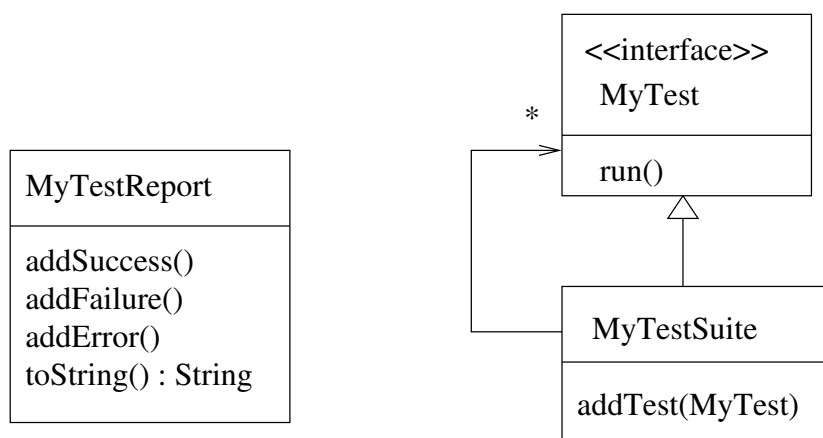 MyTestReport
addSuccess()
addFailure()
addError()
toString() : String
<<interface>>
MyTest
*
run()
MyTestSuite
addTest(MyTest)